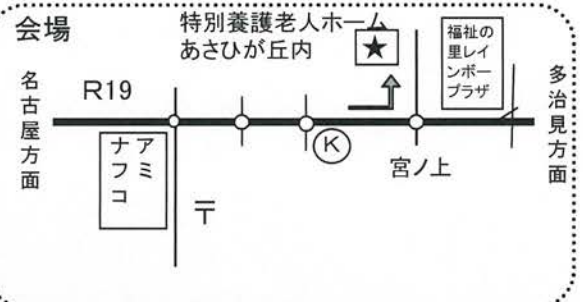 会場
特別養護老人ホーム
あさひが丘内
★
福祉の
里レイ
ンボー
プラザ
名古屋方面
R19
多治見方面
K
宮ノ上
アミ
ナフコ
〒